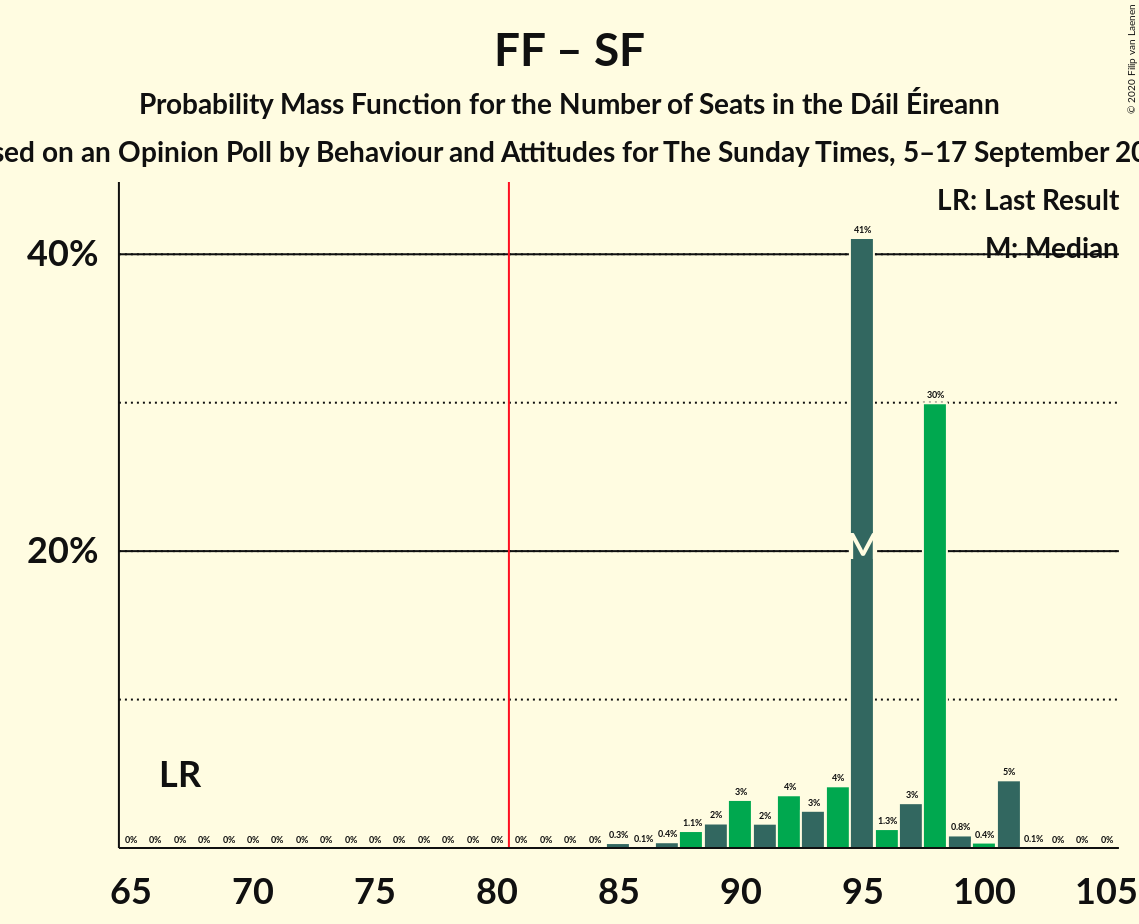 FF – SF
Probability Mass Function for the Number of Seats in the Dáil Éireann
sed on an Opinion Poll by Behaviour and Attitudes for The Sunday Times, 5–17 September 20
© 2020 Filip van Laenen
LR: Last Result
M: Median
40%
20%
41%
30%
M
LR
0% 0% 0% 0% 0% 0% 0% 0% 0% 0% 0% 0% 0% 0% 0% 0% 0% 0% 0% 0% 0.3% 0.1% 0.4% 1.1% 2% 3% 2% 4% 3% 4% 1.3% 3% 0.8% 0.4% 5% 0.1% 0% 0% 0%
65 70 75 80 85 90 95 100 105